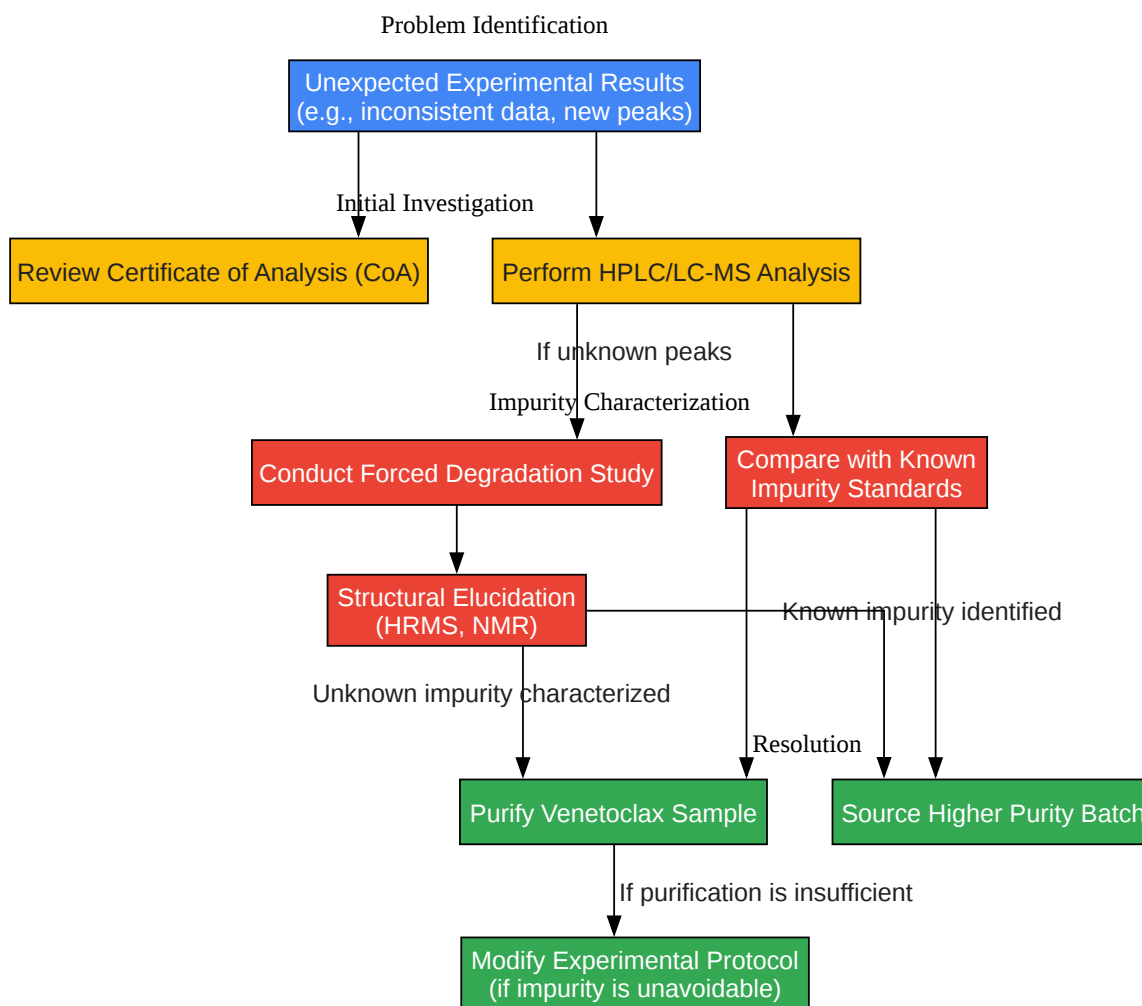 Problem Identification
Unexpected Experimental Results
(e.g., inconsistent data, new peaks)
Initial Investigation
Review Certificate of Analysis (CoA)
Perform HPLC/LC-MS Analysis
If unknown peaks
Impurity Characterization
Conduct Forced Degradation Study
Compare with Known
Impurity Standards
Structural Elucidation
(HRMS, NMR)
Known impurity identified
Unknown impurity characterized
Resolution
Purify Venetoclax Sample
Source Higher Purity Batch
If purification is insufficient
Modify Experimental Protocol
(if impurity is unavoidable)